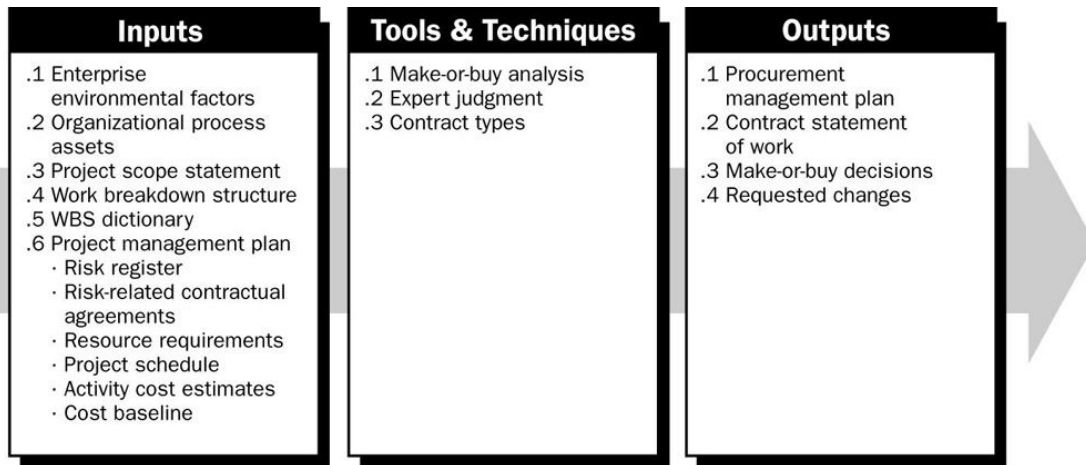 Inputs
.1 Enterprise
environmental factors
.2 Organizational process
assets
.3 Project scope statement
.4 Work breakdown structure
.5 WBS dictionary
.6 Project management plan
· Risk register
· Risk-related contractual
agreements
· Resource requirements
· Project schedule
· Activity cost estimates
· Cost baseline
Tools & Techniques
.1 Make-or-buy analysis
.2 Expert judgment
.3 Contract types
Outputs
.1 Procurement
management plan
.2 Contract statement
of work
.3 Make-or-buy decisions
.4 Requested changes